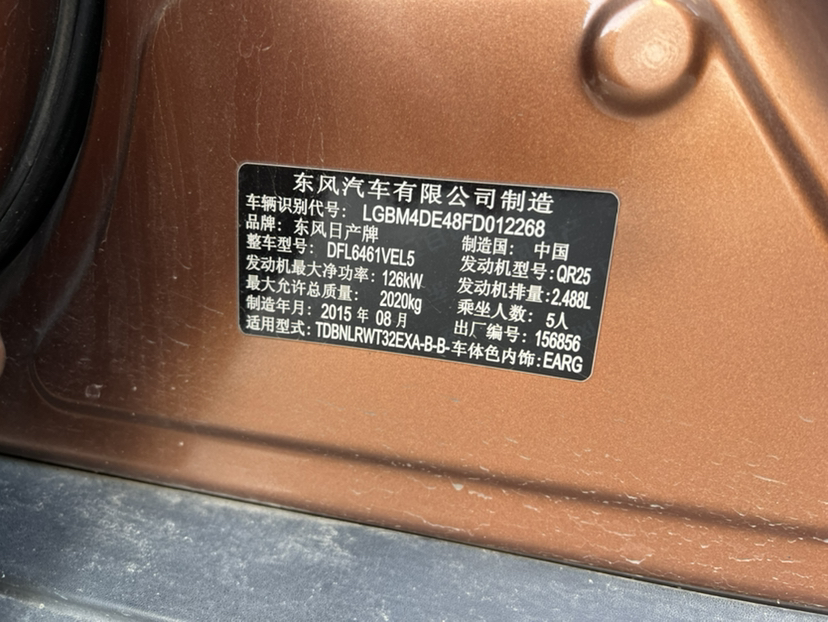 东风汽车有限公司制造
车辆识别代号: LGBM4DE48FD012268
品牌: 东风日产牌 制造国: 中国
整车型号: DFL6461VEL5 发动机型号:QR25
发动机最大净功率: 126kW 发动机排量: 2.488L
最大允许总质量: 2020kg 乘坐人数: 5人
制造年月: 2015 年 08 月 出厂编号: 156856
适用型式: TDBNLRWT32EXA-B-B- 车体色内饰:EARG